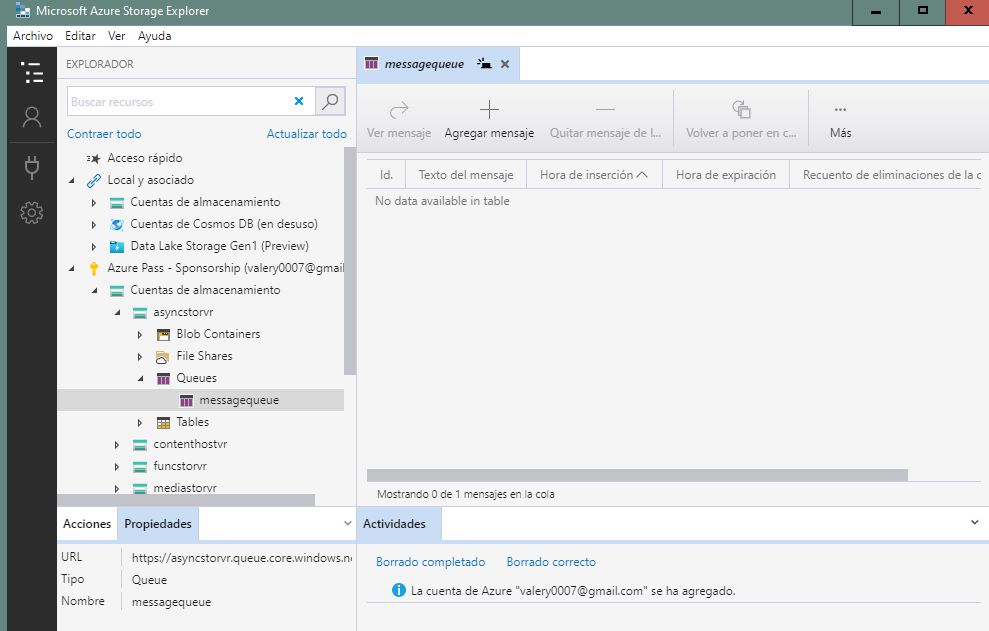 Microsoft Azure Storage Explorer
Archivo Editar Ver Ayuda
EXPLORADOR
Buscar recursos
Contraer todo Actualizar todo
Acceso rápido
Local y asociado
Cuentas de almacenamiento
Cuentas de Cosmos DB (en desuso)
Data Lake Storage Gen1 (Preview)
Azure Pass - Sponsorship (valery0007@gmail
Cuentas de almacenamiento
asyncstorvr
Blob Containers
File Shares
Queues
messagequeue
Tables
contenthostvr
funcstorvr
mediastorvr
Acciones Propiedades
URL https://asyncstorvr.queue.core.windows.n
Tipo Queue
Nombre messagequeue
messagequeue
Ver mensaje Agregar mensaje Quitar mensaje de l... Volver a poner en c... Más
Id. Texto del mensaje Hora de inserción Hora de expiración Recuento de eliminaciones de la c
No data available in table
Mostrando 0 de 1 mensajes en la cola
Actividades
Borrado completado Borrado correcto
La cuenta de Azure "valery0007@gmail.com" se ha agregado.